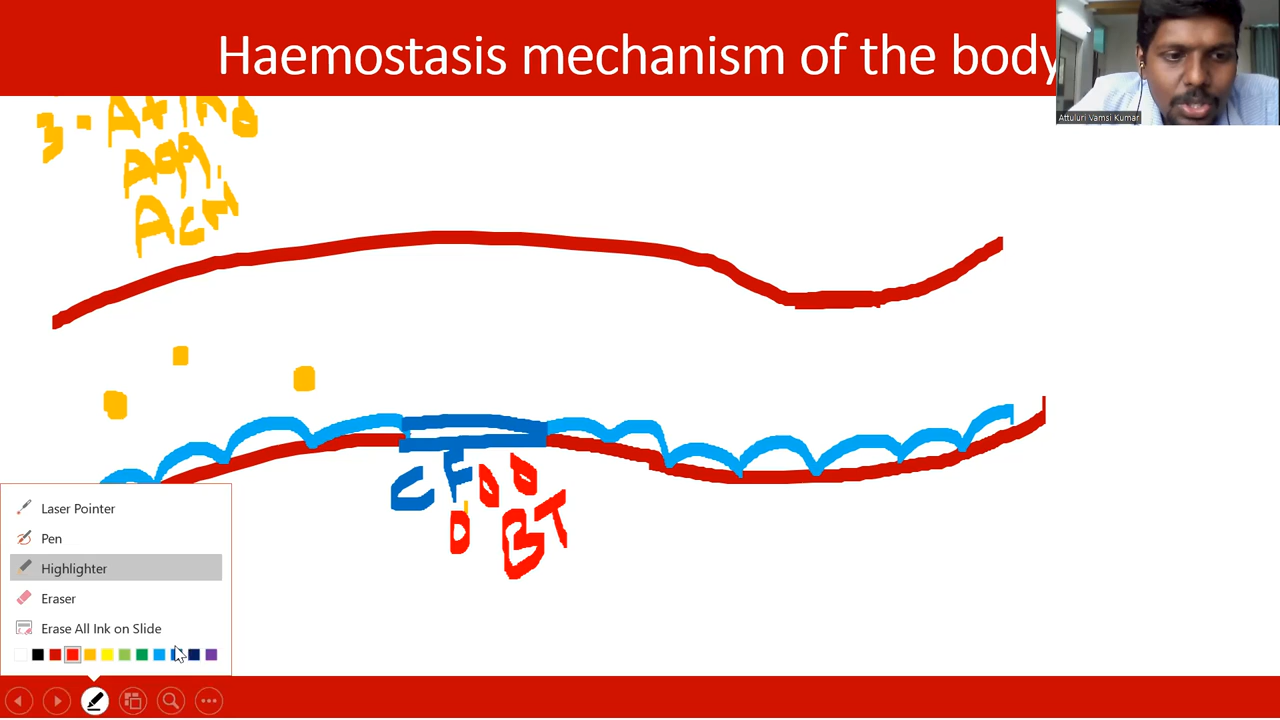 Haemostasis mechanism of the body
Attuluri Vamsi Kumar
C F
BT
Laser Pointer
Pen
Highlighter
Eraser
Erase All Ink on Slide